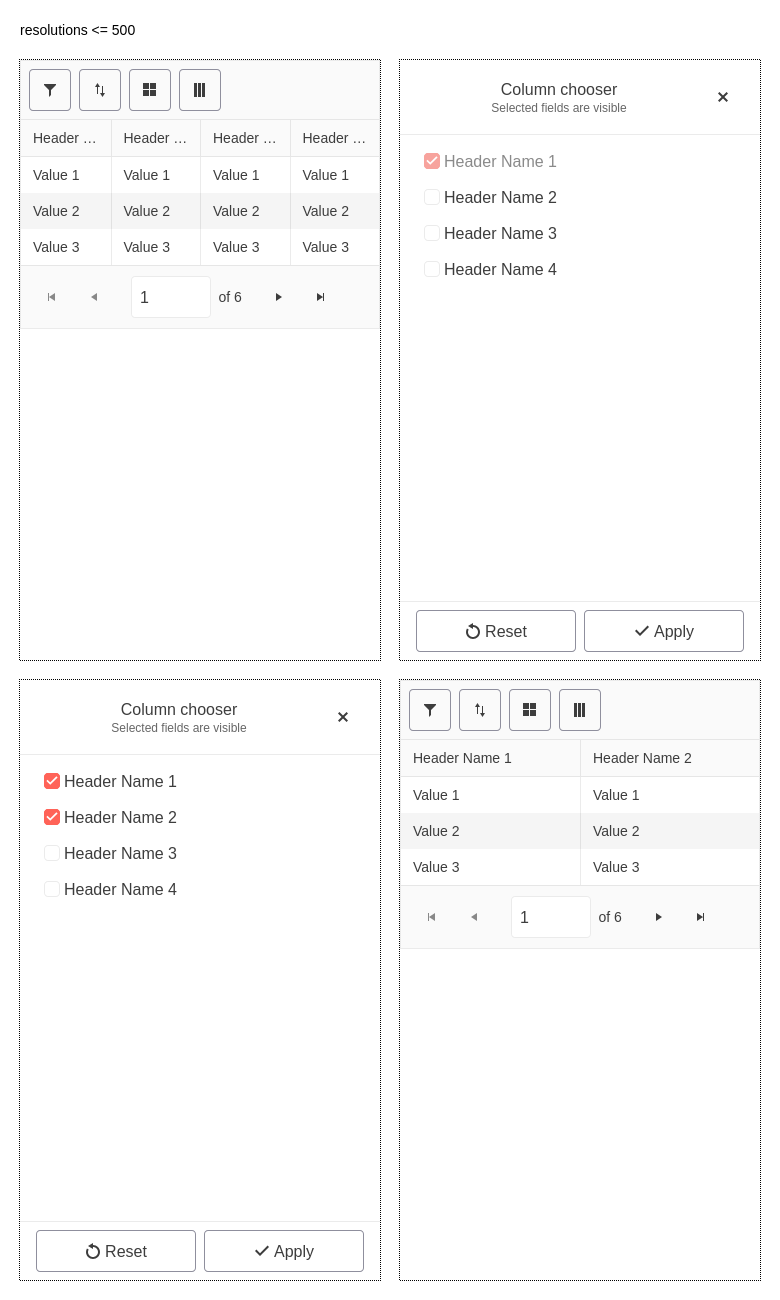 resolutions <= 500
Header … Header … Header … Header …
Value 1 Value 1 Value 1 Value 1
Value 2 Value 2 Value 2 Value 2
Value 3 Value 3 Value 3 Value 3
1 of 6
Column chooser
Selected fields are visible
Header Name 1
Header Name 2
Header Name 3
Header Name 4
Reset Apply
Column chooser
Selected fields are visible
Header Name 1
Header Name 2
Header Name 3
Header Name 4
Reset Apply
Header Name 1 Header Name 2
Value 1 Value 1
Value 2 Value 2
Value 3 Value 3
1 of 6